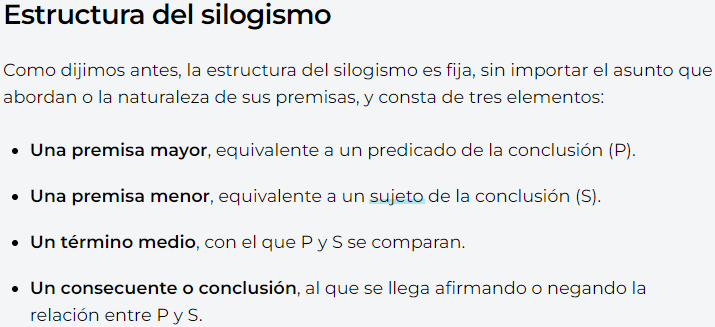 Estructura del silogismo
Como dijimos antes, la estructura del silogismo es fija, sin importar el asunto que
abordan o la naturaleza de sus premisas, y consta de tres elementos:
• Una premisa mayor, equivalente a un predicado de la conclusión (P).
• Una premisa menor, equivalente a un sujeto de la conclusión (S).
• Un término medio, con el que P y S se comparan.
• Un consecuente o conclusión, al que se llega afirmando o negando la
relación entre P y S.